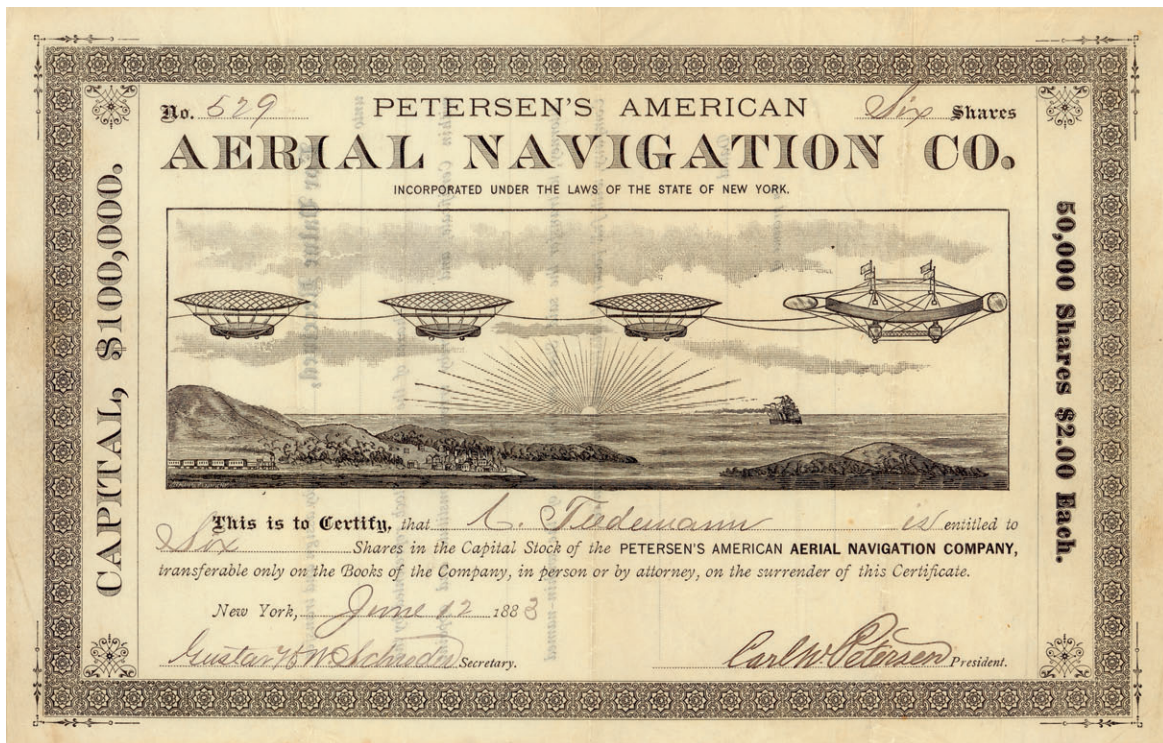 No. 529 PETERSEN'S AMERICAN Six Shares
AERIAL NAVIGATION CO.
INCORPORATED UNDER THE LAWS OF THE STATE OF NEW YORK.
CAPITAL, $100,000.
50,000 Shares $2.00 Each.
This is to Certify, that C. Tiedemann is entitled to
Six Shares in the Capital Stock of the PETERSEN'S AMERICAN AERIAL NAVIGATION COMPANY,
transferable only on the Books of the Company, in person or by attorney, on the surrender of this Certificate.
New York, June 12 1883
Gustav H W Schroder Secretary. Carl W. Petersen President.